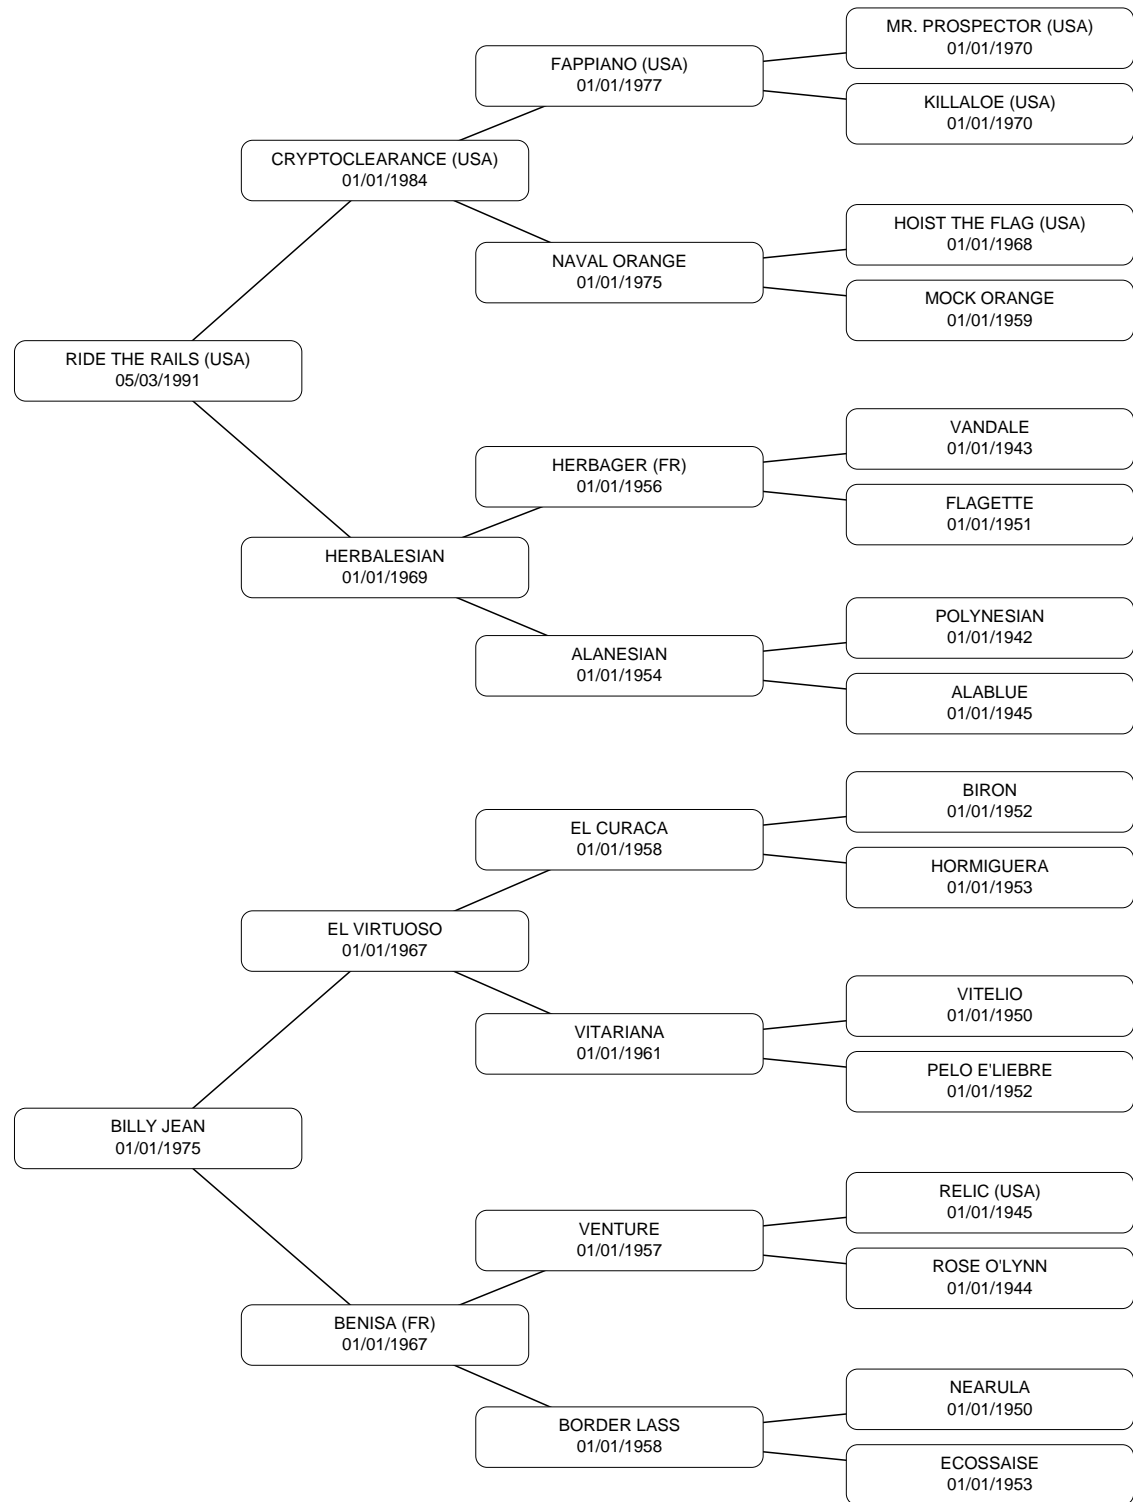 MR. PROSPECTOR (USA)
01/01/1970
FAPPIANO (USA)
01/01/1977
KILLALOE (USA)
01/01/1970
CRYPTOCLEARANCE (USA)
01/01/1984
HOIST THE FLAG (USA)
01/01/1968
NAVAL ORANGE
01/01/1975
MOCK ORANGE
01/01/1959
RIDE THE RAILS (USA)
05/03/1991
VANDALE
01/01/1943
HERBAGER (FR)
01/01/1956
FLAGETTE
01/01/1951
HERBALESIAN
01/01/1969
POLYNESIAN
01/01/1942
ALANESIAN
01/01/1954
ALABLUE
01/01/1945
BIRON
01/01/1952
EL CURACA
01/01/1958
HORMIGUERA
01/01/1953
EL VIRTUOSO
01/01/1967
VITELIO
01/01/1950
VITARIANA
01/01/1961
PELO E'LIEBRE
01/01/1952
BILLY JEAN
01/01/1975
RELIC (USA)
01/01/1945
VENTURE
01/01/1957
ROSE O'LYNN
01/01/1944
BENISA (FR)
01/01/1967
NEARULA
01/01/1950
BORDER LASS
01/01/1958
ECOSSAISE
01/01/1953